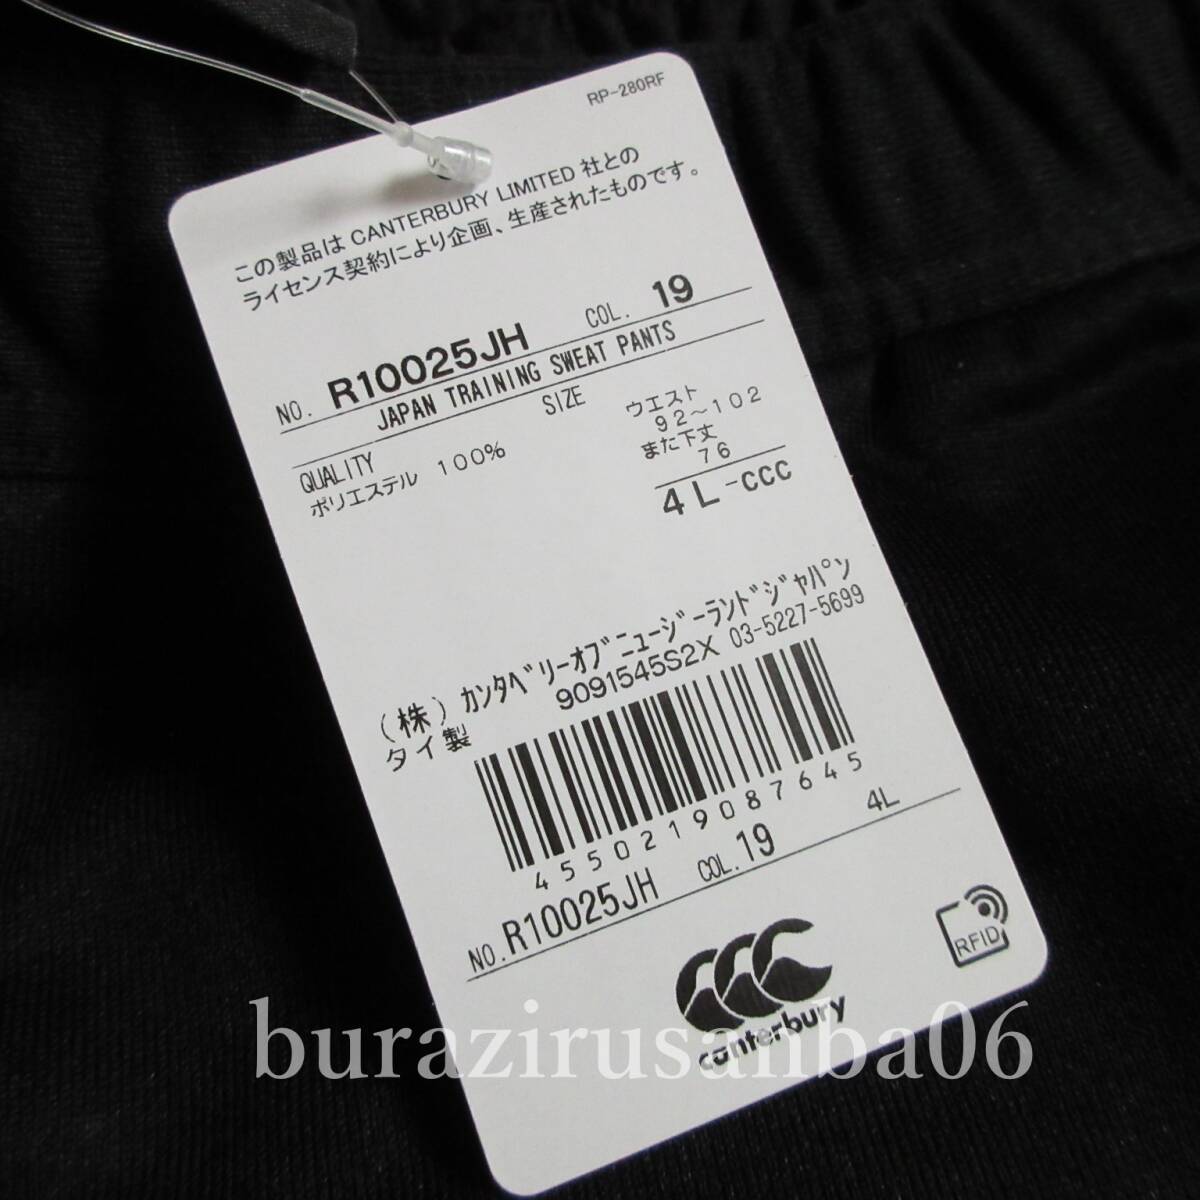 RP-280RF
この製品は CANTERBURY LIMITED 社との
ライセンス契約により企画、生産されたものです。
NO. R10025JH COL. 19
JAPAN TRAINING SWEAT PANTS
QUALITY SIZE
ポリエステル 100%
ウエスト
92～102
また下丈
76
4L-CCC
(株)カンタベリーオブニュージーランドジャパン
タイ製 9091545S2X 03-5227-5699
4550219087645
NO. R10025JH COL. 19 4L
RFID
canterbury
burazirusanba06